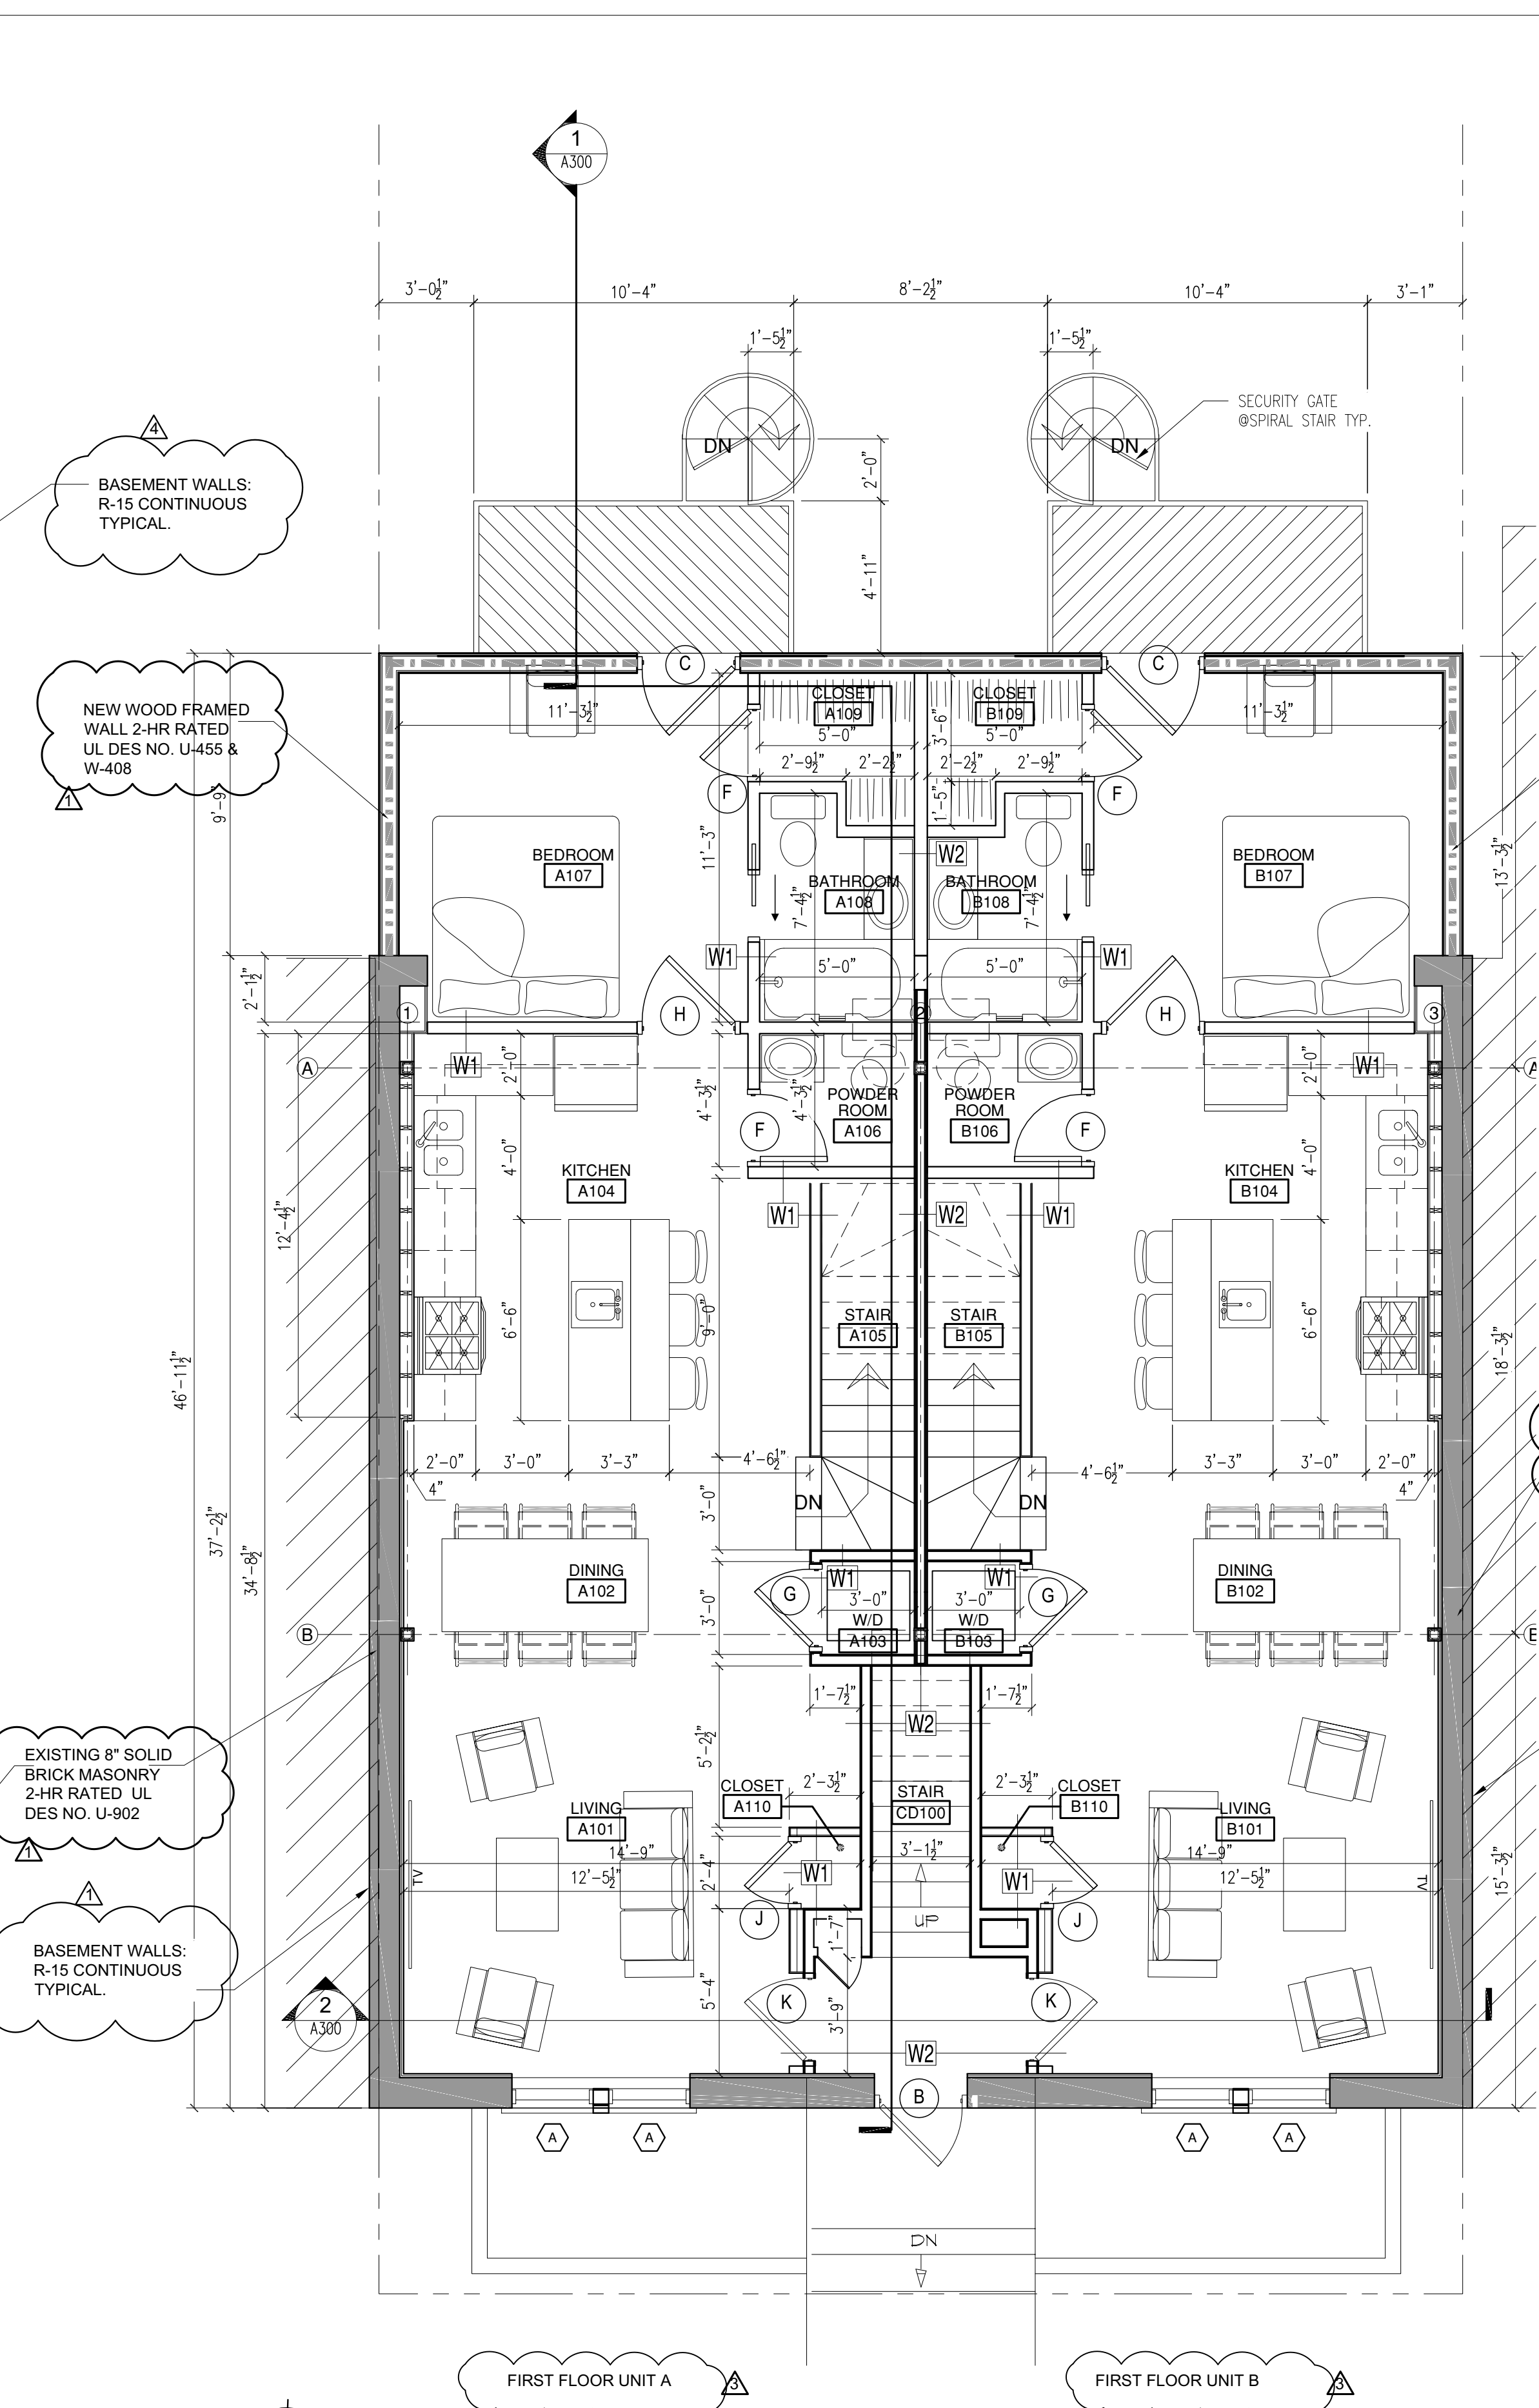 1
A300
3'-0½"
10'-4"
8'-2½"
10'-4"
3'-1"
1'-5½"
1'-5½"
SECURITY GATE
@SPIRAL STAIR TYP.
DN
DN
2'-0"
4'-11"
4
BASEMENT WALLS:
R-15 CONTINUOUS
TYPICAL.
NEW WOOD FRAMED
WALL 2-HR RATED
UL DES NO. U-455 &
W-408
1
9'-9"
C
C
CLOSET
A109
CLOSET
B109
11'-3½"
11'-3½"
5'-0"
3'-6"
5'-0"
2'-9½"
2'-2½"
2'-2½"
2'-9½"
F
F
1'-5"
11'-3"
W2
BEDROOM
A107
BEDROOM
B107
13'-3½"
BATHROOM
A108
BATHROOM
B108
7'-4½"
7'-4½"
W1
W1
5'-0"
5'-0"
2'-1½"
H
H
1
2
3
A
W1
2'-0"
W1
2'-0"
A
4'-3½"
4'-3½"
POWDER
ROOM
A106
POWDER
ROOM
B106
F
F
4'-0"
4'-0"
KITCHEN
A104
KITCHEN
B104
12'-4½"
W1
W2
W1
6'-6"
6'-6"
9'-0"
STAIR
A105
STAIR
B105
46'-11½"
18'-3½"
2'-0"
3'-0"
3'-3"
4'-6½"
4'-6½"
3'-3"
3'-0"
2'-0"
4"
4"
DN
DN
3'-0"
37'-2½"
34'-8½"
DINING
A102
DINING
B102
W1
W1
G
G
3'-0"
3'-0"
3'-0"
W/D
A103
W/D
B103
B
B
1'-7½"
1'-7½"
W2
5'-2½"
EXISTING 8" SOLID
BRICK MASONRY
2-HR RATED UL
DES NO. U-902
1
2'-3½"
2'-3½"
CLOSET
A110
STAIR
CD100
CLOSET
B110
LIVING
A101
LIVING
B101
14'-9"
3'-1½"
14'-9"
12'-5½"
12'-5½"
TV
TV
2'-4"
W1
W1
15'-3½"
J
UP
J
1'-7"
1
BASEMENT WALLS:
R-15 CONTINUOUS
TYPICAL.
5'-4"
K
K
3'-9"
2
A300
W2
B
A
A
A
A
DN
FIRST FLOOR UNIT A
3
FIRST FLOOR UNIT B
3